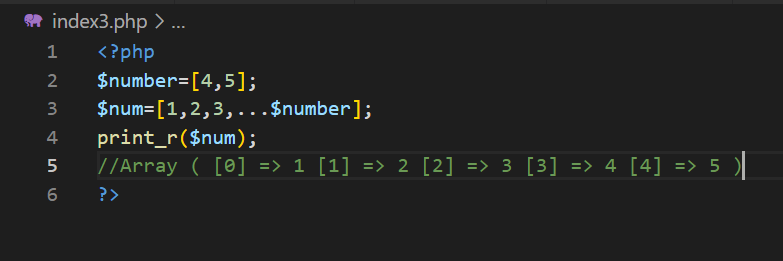 index3.php > ...
1 <?php
2 $number=[4,5];
3 $num=[1,2,3,...$number];
4 print_r($num);
5 //Array ( [0] => 1 [1] => 2 [2] => 3 [3] => 4 [4] => 5 )
6 ?>